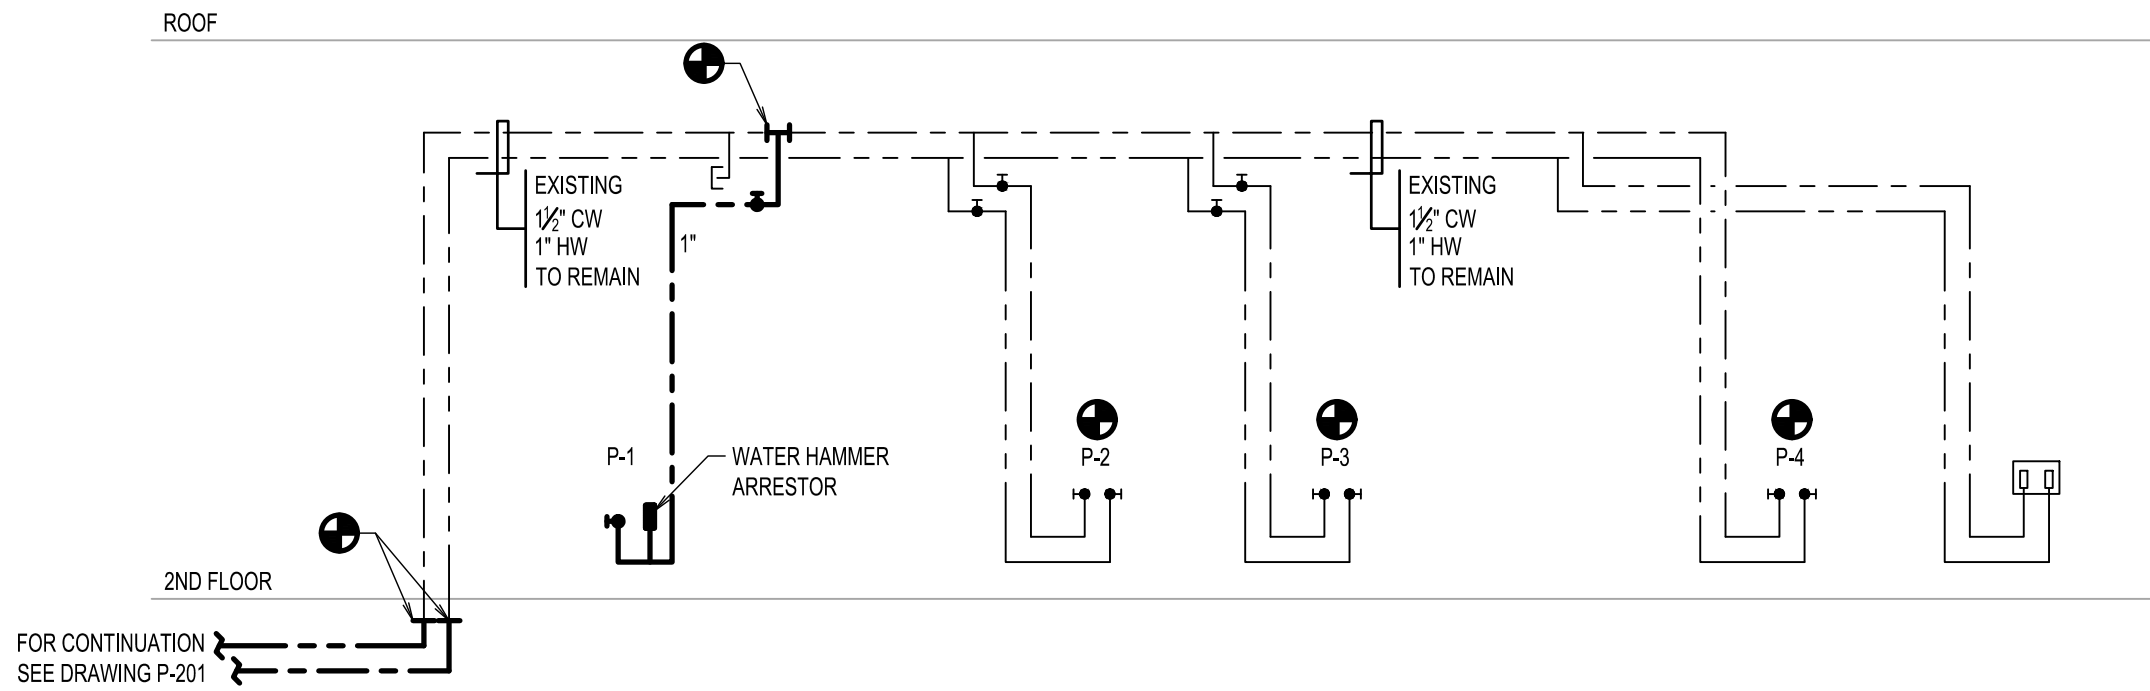 ROOF
EXISTING
1½" CW
1" HW
TO REMAIN
1"
EXISTING
1½" CW
1" HW
TO REMAIN
P-1
WATER HAMMER
ARRESTOR
P-2
P-3
P-4
2ND FLOOR
FOR CONTINUATION
SEE DRAWING P-201